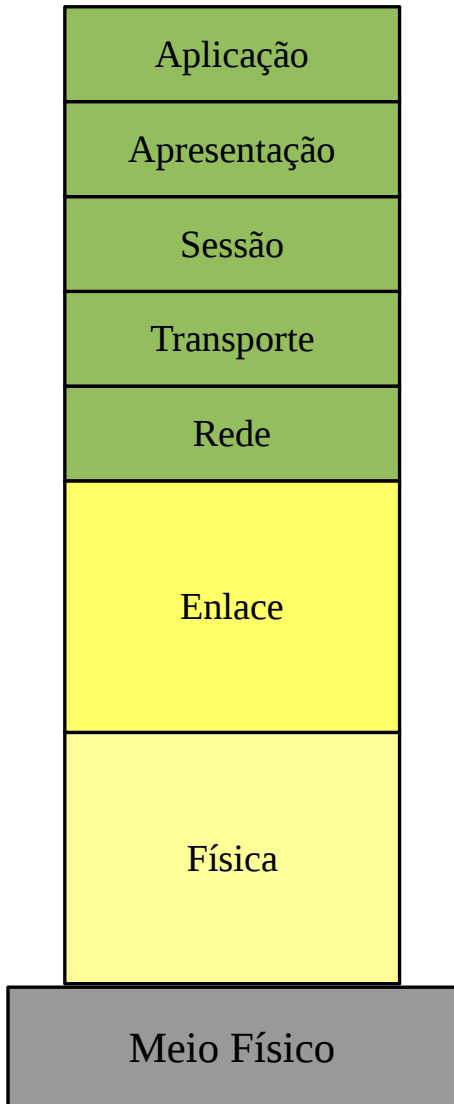 Aplicação
Apresentação
Sessão
Transporte
Rede
Enlace
Física
Meio Físico